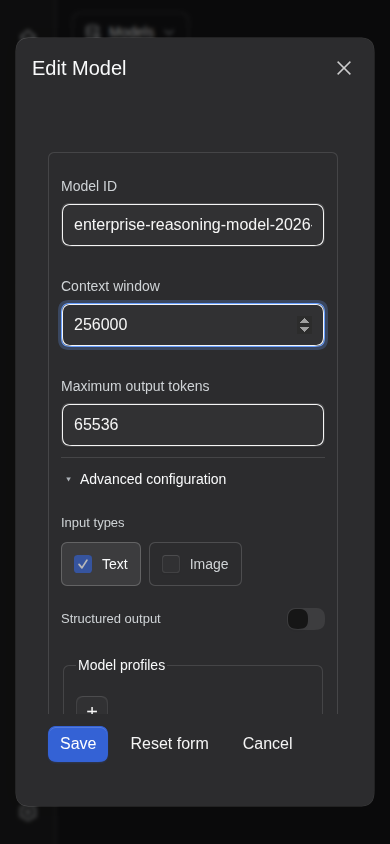 Models
Edit Model
Model ID
enterprise-reasoning-model-2026-
Context window
256000
Maximum output tokens
65536
Advanced configuration
Input types
Text
Image
Structured output
Model profiles
+
Save
Reset form
Cancel